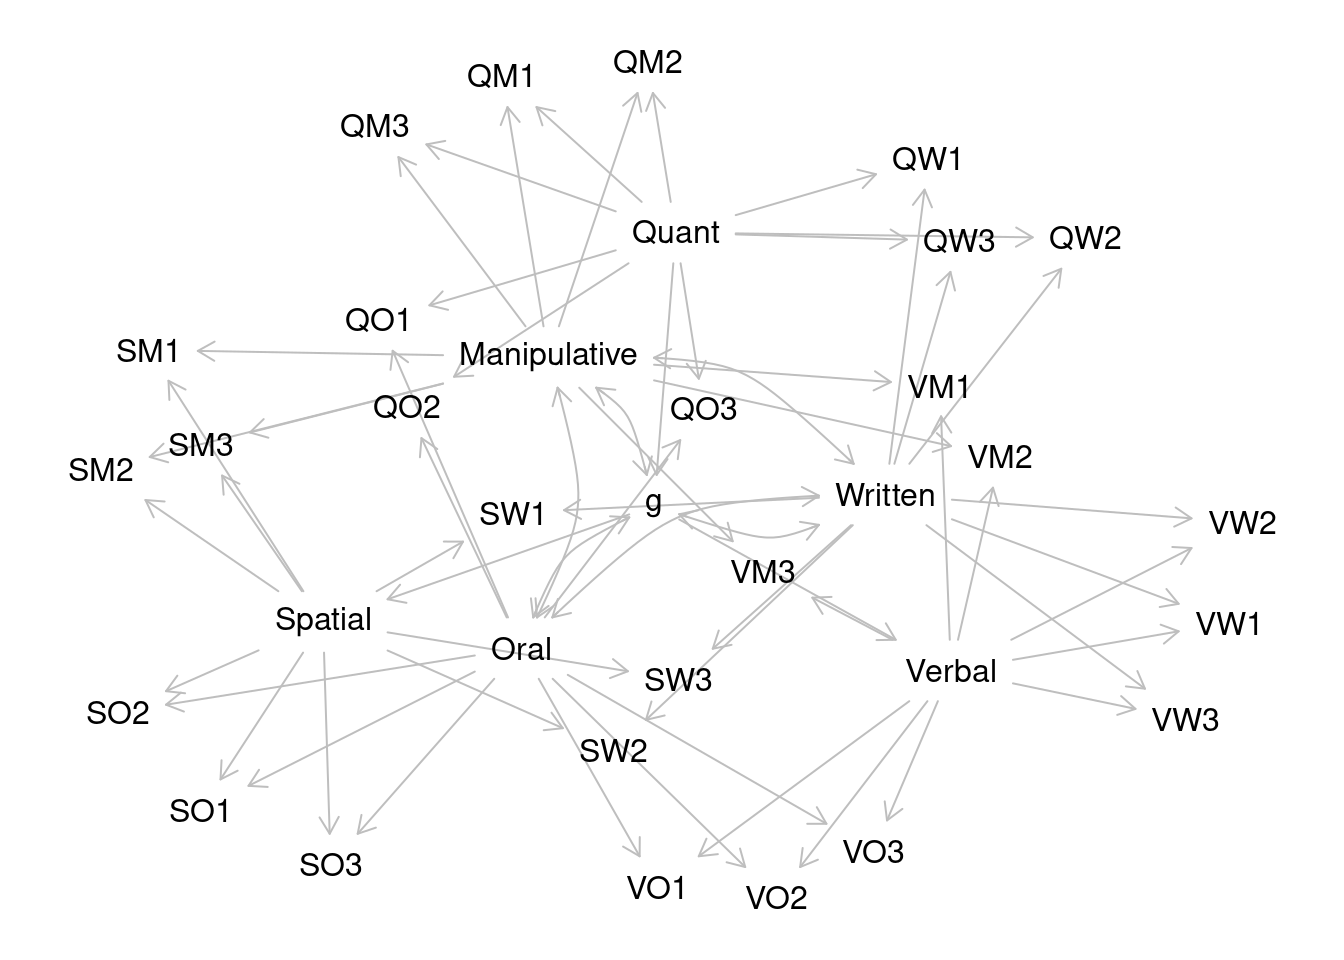 QM2
QM1
QM3
QW1
Quant
QW3
QW2
QO1
SM1
Manipulative
VM1
QO2
QO3
SM3
VM2
SM2
Written
g
SW1
VW2
VM3
Spatial
VW1
Oral
Verbal
SW3
SO2
VW3
SW2
SO1
VO3
SO3
VO1
VO2